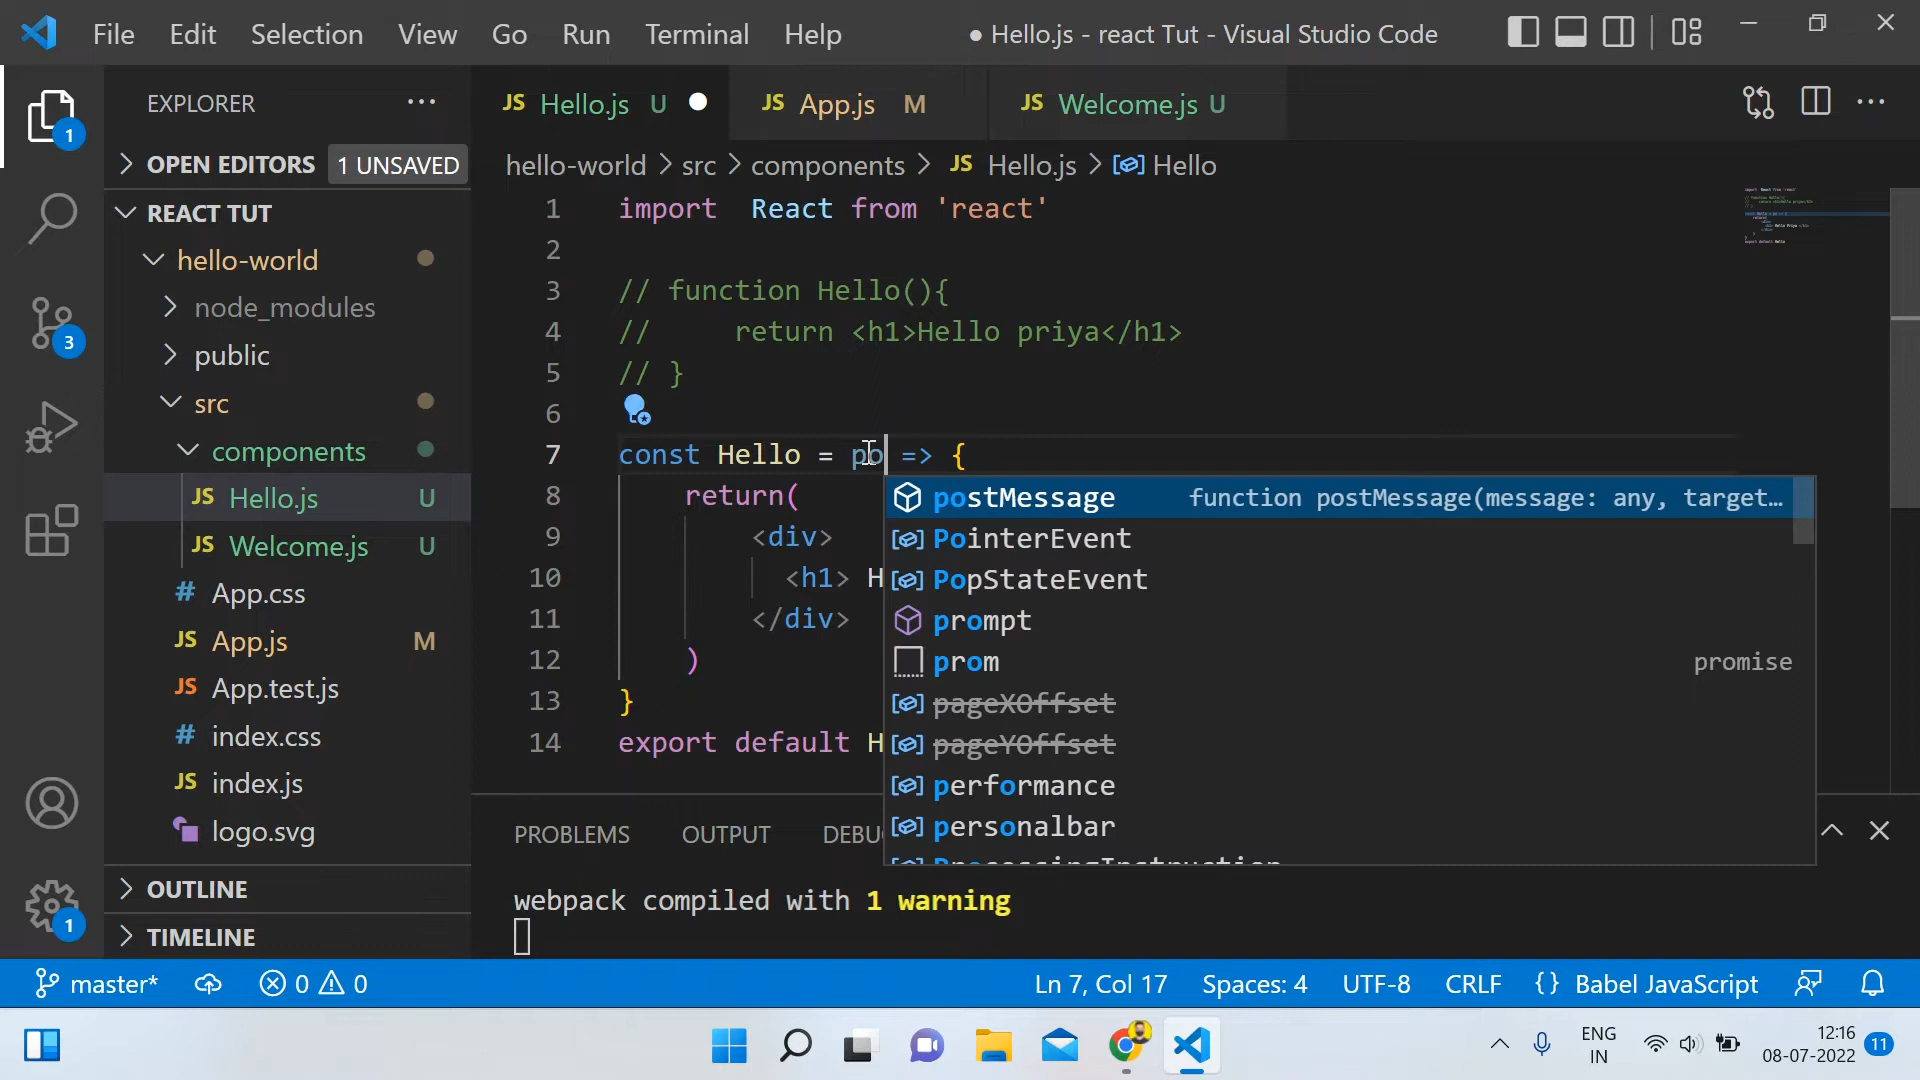 File Edit Selection View Go Run Terminal Help ● Hello.js - react Tut - Visual Studio Code
EXPLORER ...
JS Hello.js U ● JS App.js M JS Welcome.js U ...
OPEN EDITORS 1 UNSAVED
hello-world > src > components > JS Hello.js > Hello
REACT TUT
hello-world
node_modules
public
src
components
JS Hello.js U
JS Welcome.js U
# App.css
JS App.js M
JS App.test.js
# index.css
JS index.js
logo.svg
OUTLINE
TIMELINE
1
3
1
1 import  React from 'react'
2
3 // function Hello(){
4 //     return <h1>Hello priya</h1>
5 // }
6
7 const Hello = po => {
8     return(
9         <div>
10           <h1> H
11         </div>
12     )
13 }
14 export default H
postMessage function postMessage(message: any, target…
PointerEvent
PopStateEvent
prompt
prom promise
pageXOffset
pageYOffset
performance
personalbar
ProcessingInstruction
PROBLEMS OUTPUT DEBU
webpack compiled with 1 warning
master* 0 0 Ln 7, Col 17 Spaces: 4 UTF-8 CRLF {} Babel JavaScript
ENG
IN
12:16
08-07-2022
11